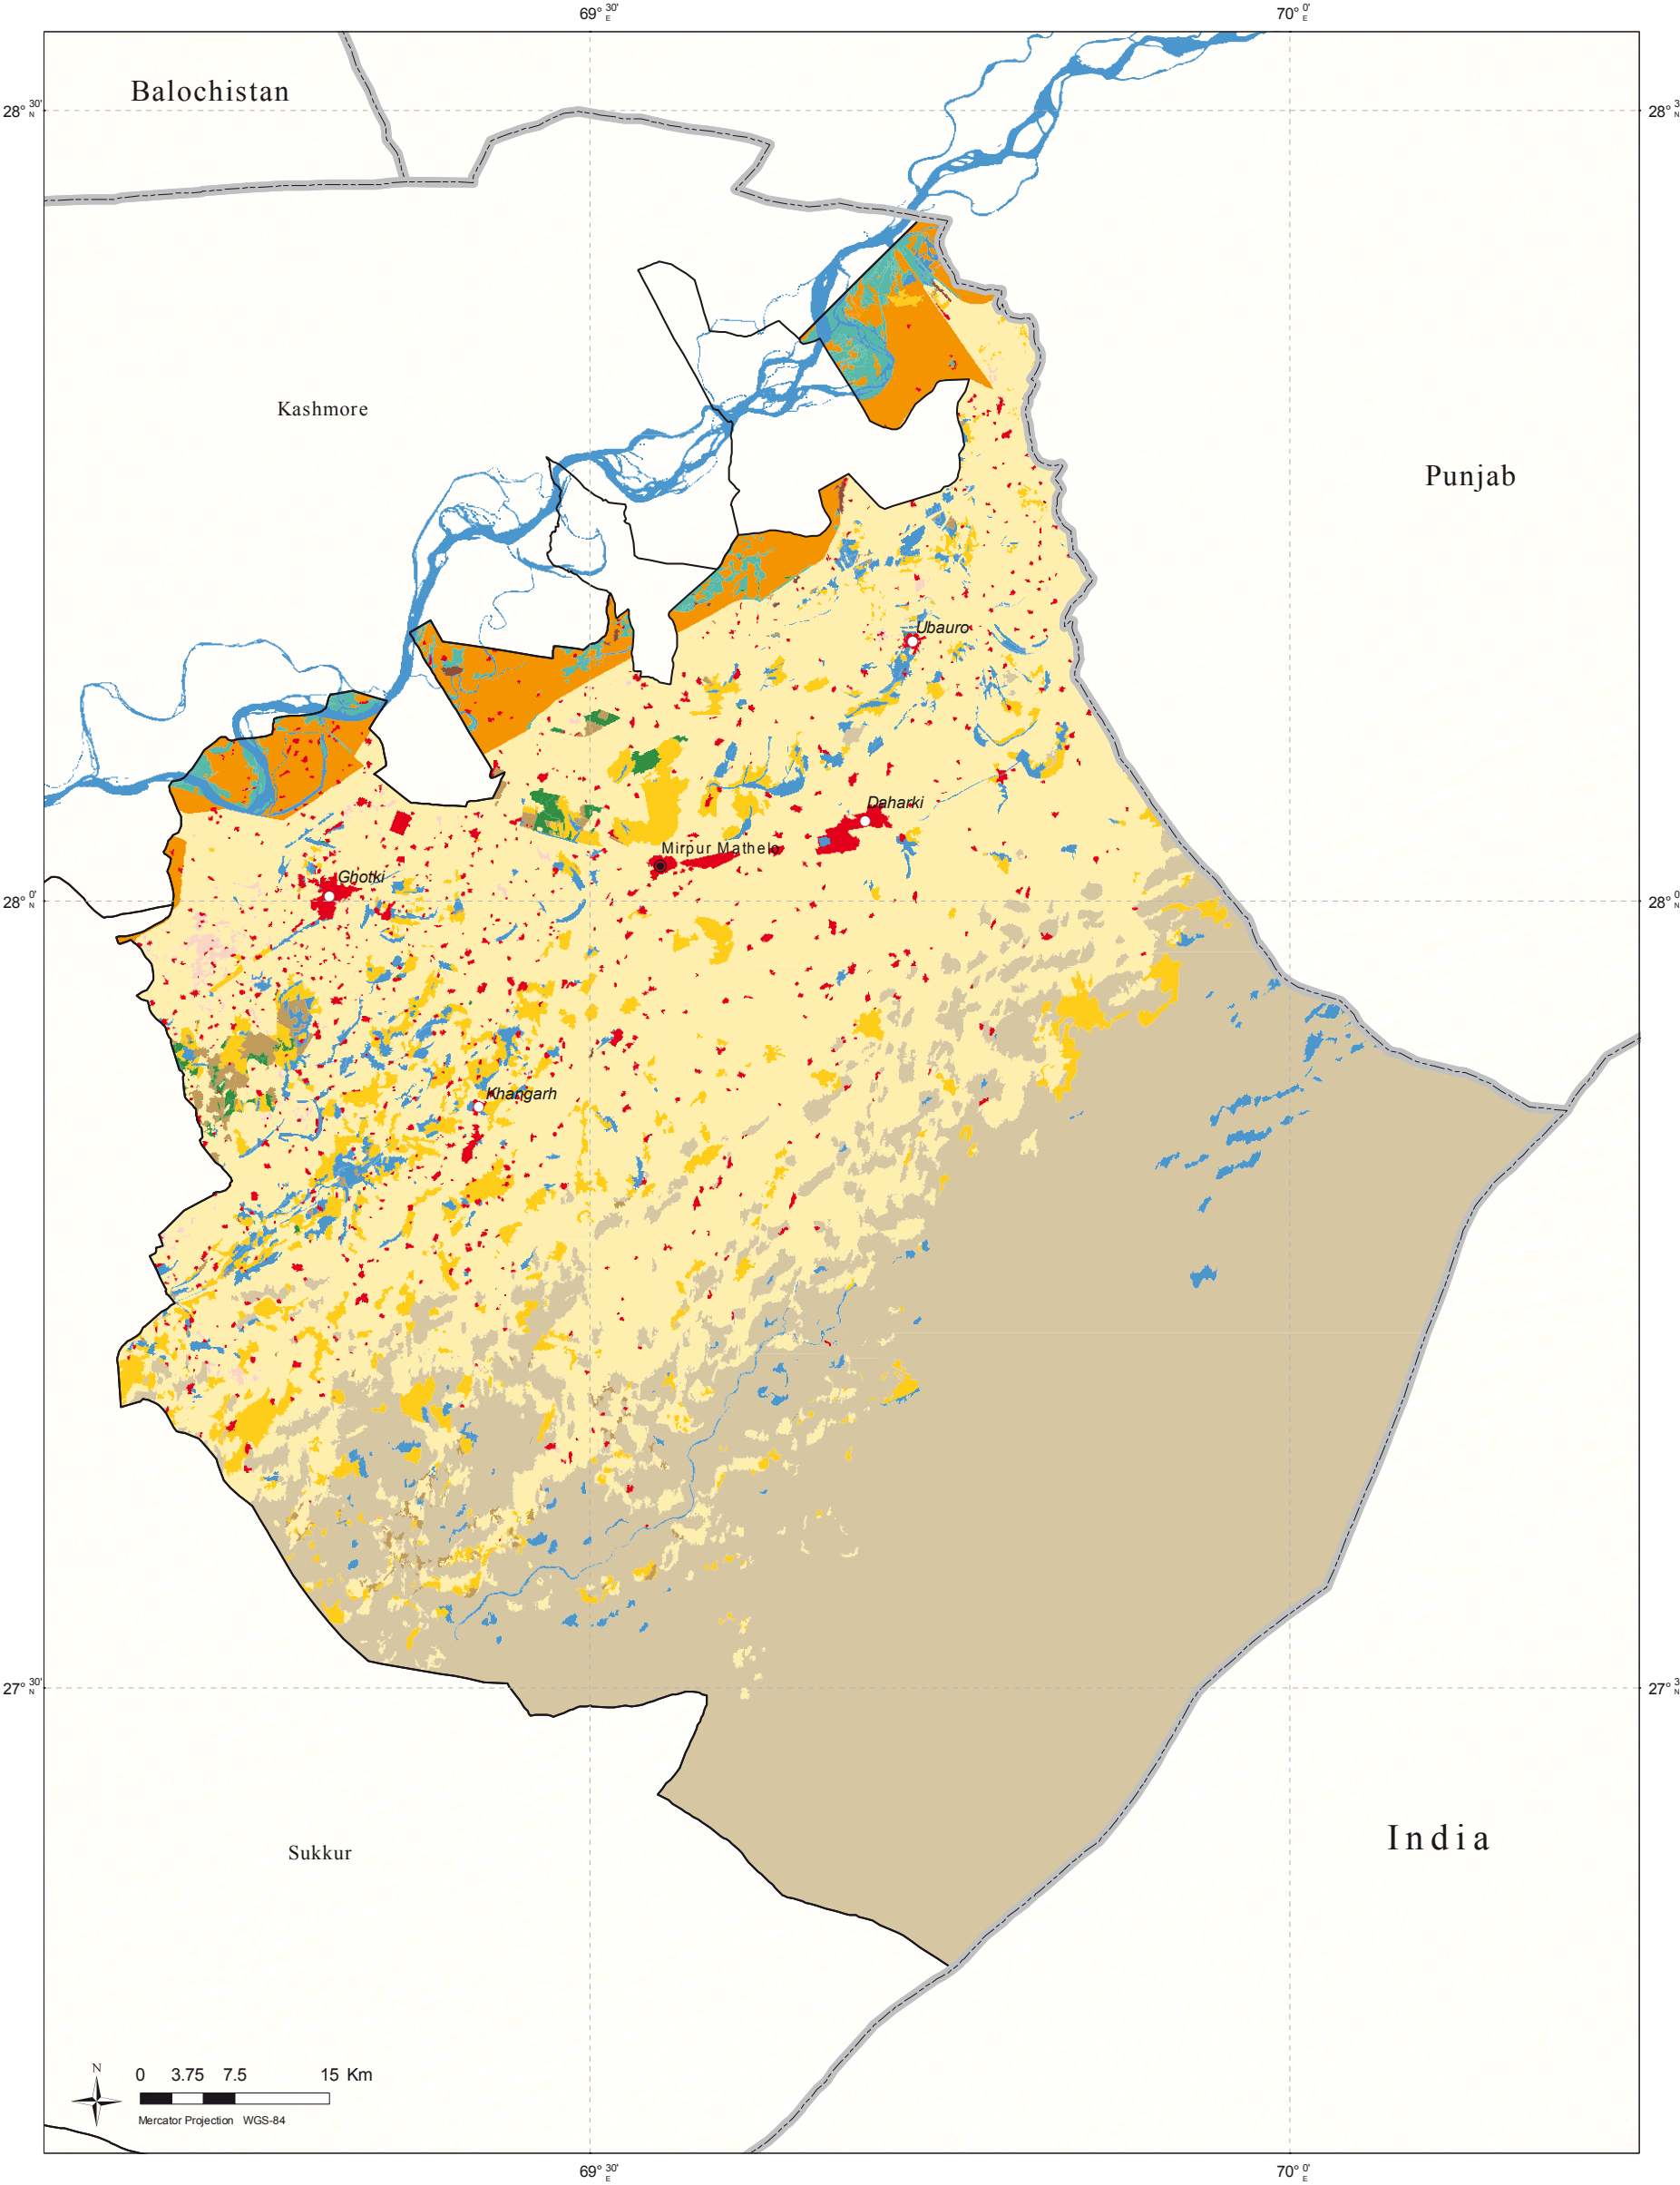 69° 30' E
70° 0' E
Balochistan
28° 30' N
28° 3 N
Kashmore
Punjab
Ubauro
Daharki
Mirpur Mathelo
Ghotki
28° 0' N
28° 0 N
Khangarh
27° 30' N
27° 3 N
India
Sukkur
N
0 3.75 7.5 15 Km
Mercator Projection WGS-84
69° 30' E
70° 0' E